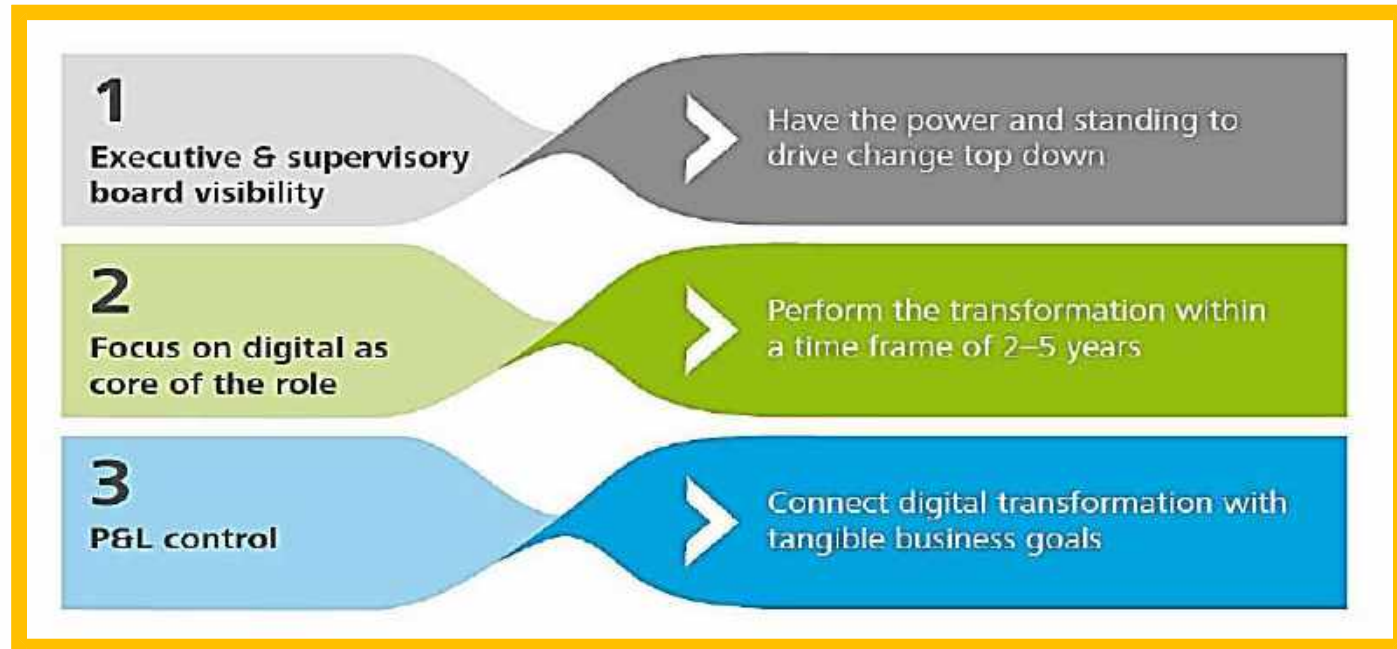 1
Executive & supervisory
board visibility
Have the power and standing to
drive change top down
2
Focus on digital as
core of the role
Perform the transformation within
a time frame of 2–5 years
3
P&L control
Connect digital transformation with
tangible business goals